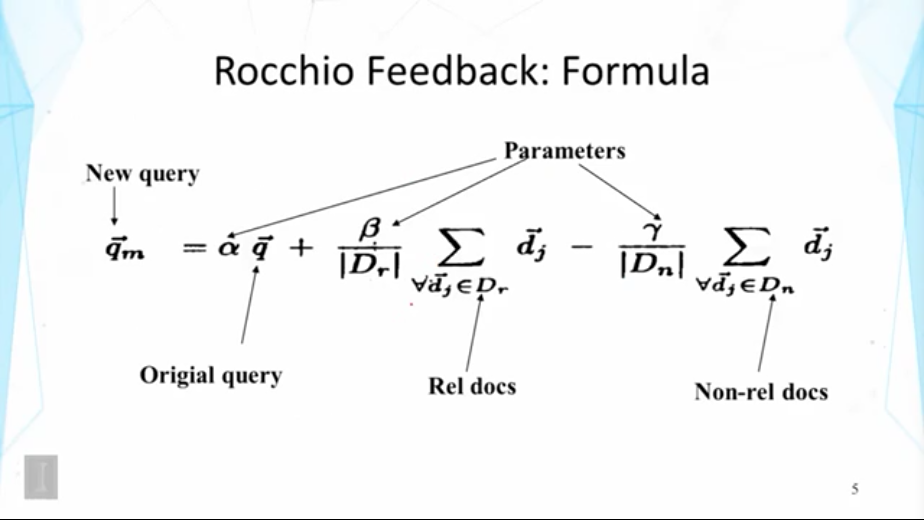 Rocchio Feedback: Formula
Parameters
New query
q⃗ₘ = α q⃗ + β/|Dᵣ| ∑_{∀d⃗ⱼ∈Dᵣ} d⃗ⱼ − γ/|Dₙ| ∑_{∀d⃗ⱼ∈Dₙ} d⃗ⱼ
Origial query
Rel docs
Non-rel docs
I
5